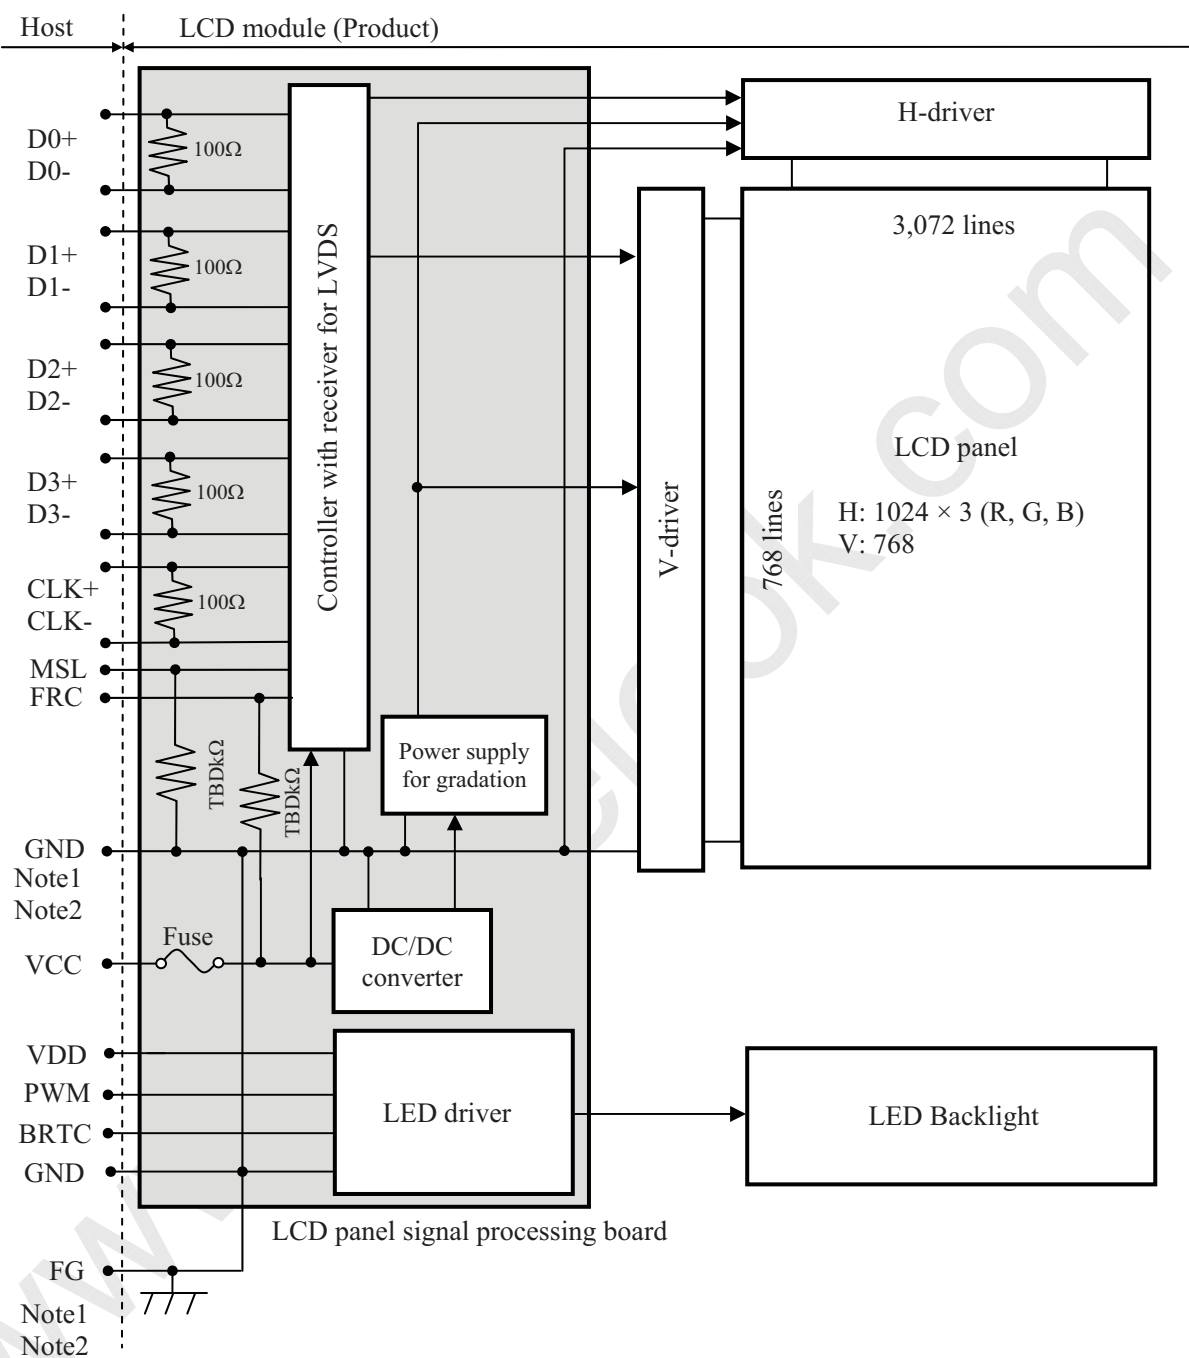 Host
LCD module (Product)
D0+
D0-
100Ω
D1+
D1-
100Ω
D2+
D2-
100Ω
D3+
D3-
100Ω
CLK+
CLK-
100Ω
MSL
FRC
TBDkΩ
TBDkΩ
Controller with receiver for LVDS
H-driver
3,072 lines
V-driver
768 lines
LCD panel
H: 1024 × 3 (R, G, B)
V: 768
Power supply
for gradation
GND
Note1
Note2
VCC
Fuse
DC/DC
converter
VDD
PWM
BRTC
GND
LED driver
LED Backlight
LCD panel signal processing board
FG
Note1
Note2